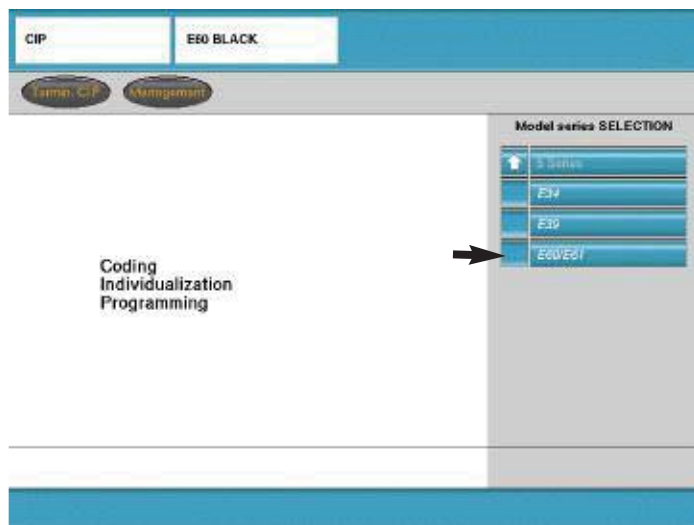 CIP
E60 BLACK
Termin. CIP
Management
Model series SELECTION
5 Series
E34
E39
E60/E61
Coding
Individualization
Programming